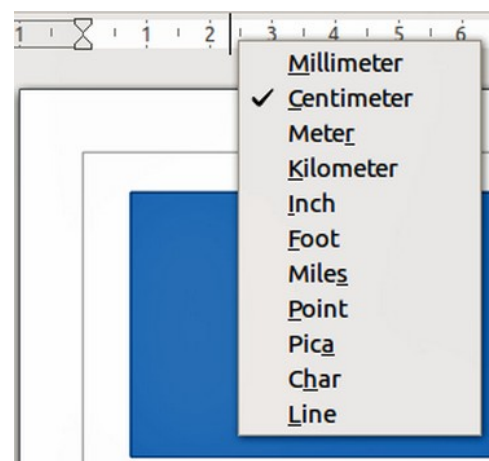 1 1 2 3 4 5 6
Millimeter
Centimeter
Meter
Kilometer
Inch
Foot
Miles
Point
Pica
Char
Line